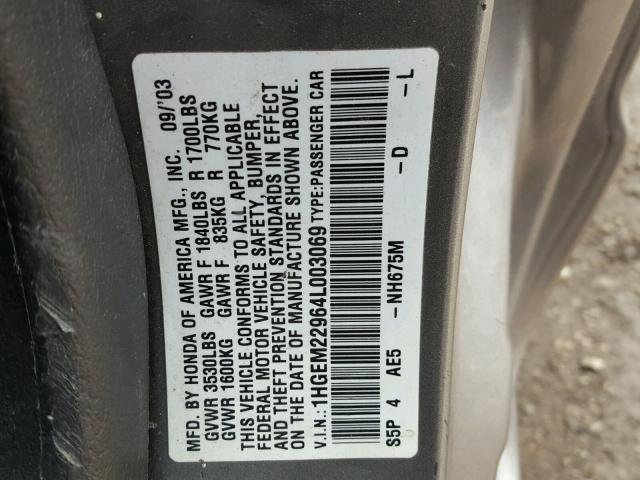 MFD. BY HONDA OF AMERICA MFG., INC. 09/'03
GVWR 3530LBS GAWR F 1840LBS R 1700LBS
GVWR 1600KG GAWR F 835KG R 770KG
THIS VEHICLE CONFORMS TO ALL APPLICABLE
FEDERAL MOTOR VEHICLE SAFETY, BUMPER,
AND THEFT PREVENTION STANDARDS IN EFFECT
ON THE DATE OF MANUFACTURE SHOWN ABOVE.
V.I.N.:1HGEM22964L003069 TYPE:PASSENGER CAR
S5P 4 AE5 -NH675M -D -L